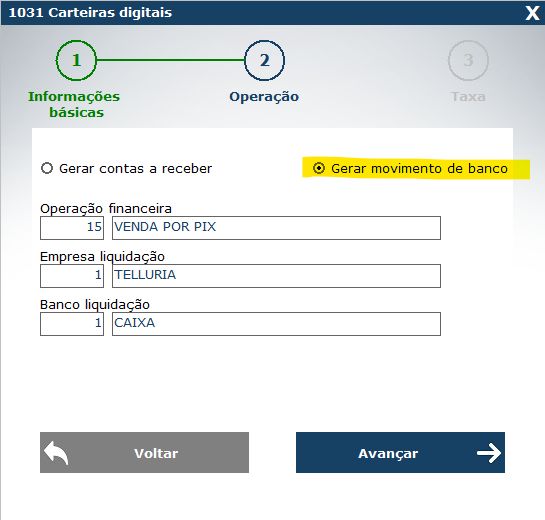 1031 Carteiras digitais X
1 2 3
Informações básicas Operação Taxa
Gerar contas a receber Gerar movimento de banco
Operação financeira
15 VENDA POR PIX
Empresa liquidação
1 TELLURIA
Banco liquidação
1 CAIXA
Voltar Avançar